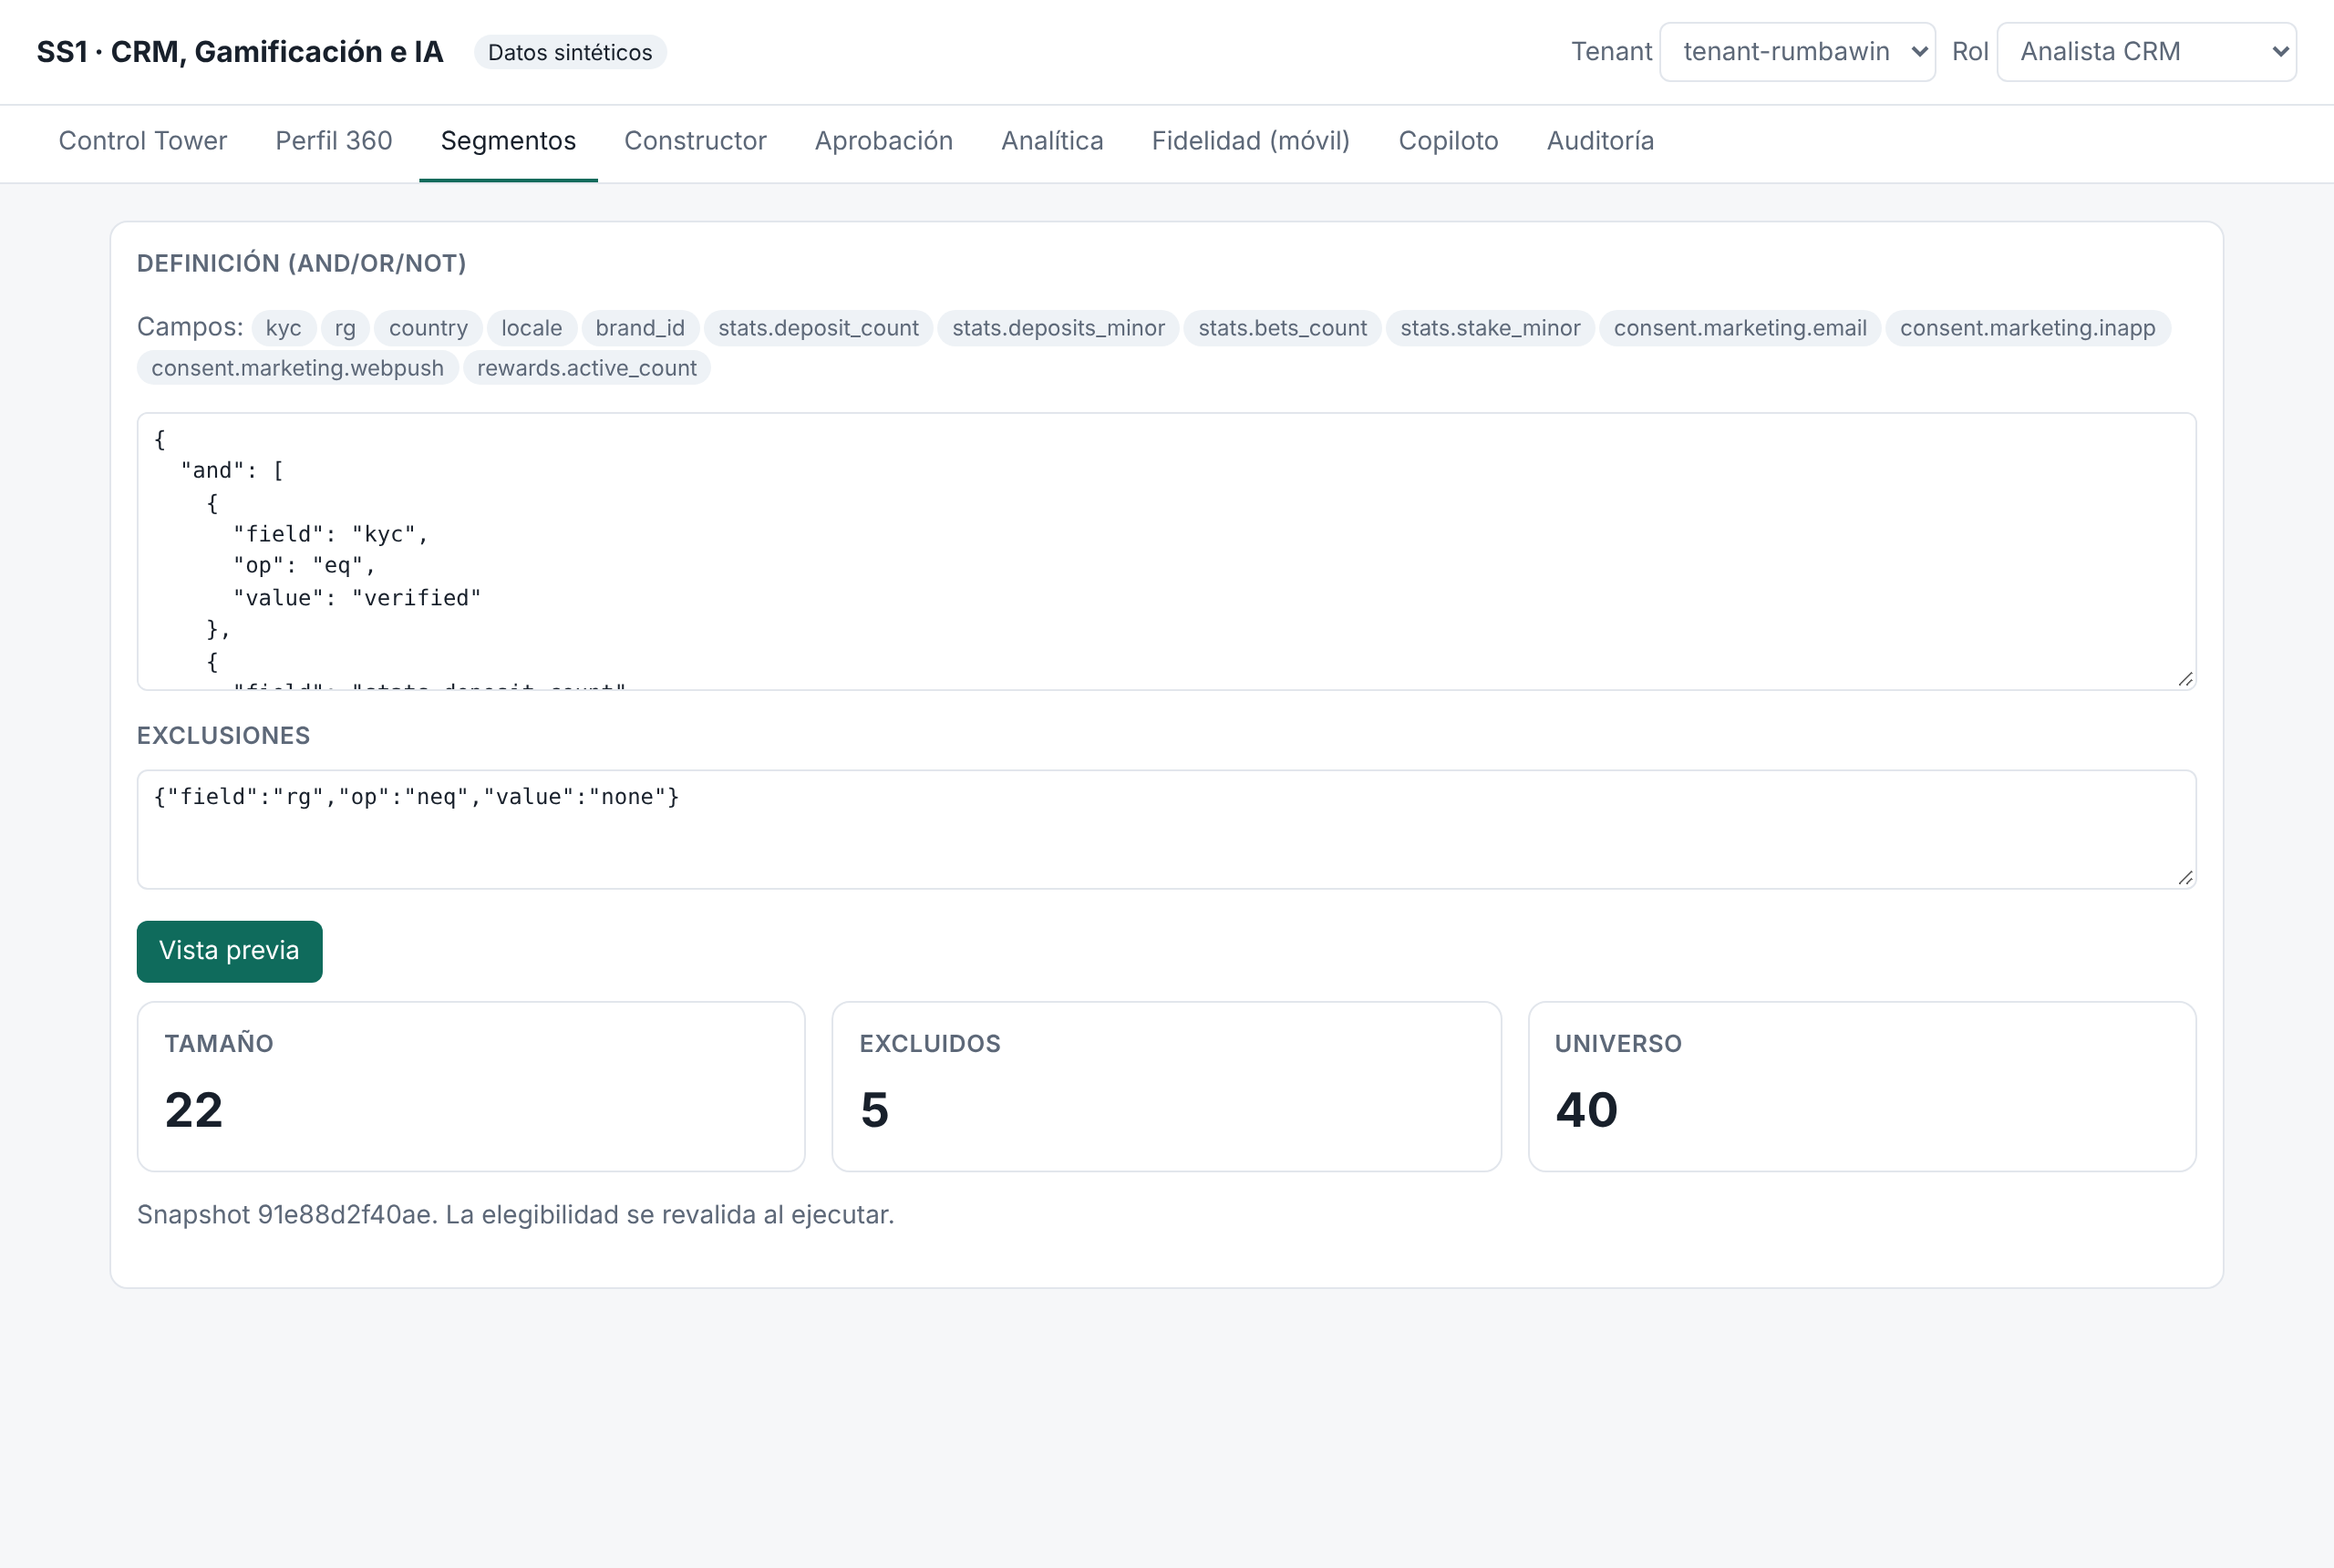 SS1 · CRM, Gamificación e IA Datos sintéticos Tenant tenant-rumbawin Rol Analista CRM
Control Tower Perfil 360 Segmentos Constructor Aprobación Analítica Fidelidad (móvil) Copiloto Auditoría
DEFINICIÓN (AND/OR/NOT)
Campos: kyc rg country locale brand_id stats.deposit_count stats.deposits_minor stats.bets_count stats.stake_minor consent.marketing.email consent.marketing.inapp
consent.marketing.webpush rewards.active_count
{
  "and": [
    {
      "field": "kyc",
      "op": "eq",
      "value": "verified"
    },
    {
      "field": "stats.deposit_count"
EXCLUSIONES
{"field":"rg","op":"neq","value":"none"}
Vista previa
TAMAÑO EXCLUIDOS UNIVERSO
22 5 40
Snapshot 91e88d2f40ae. La elegibilidad se revalida al ejecutar.